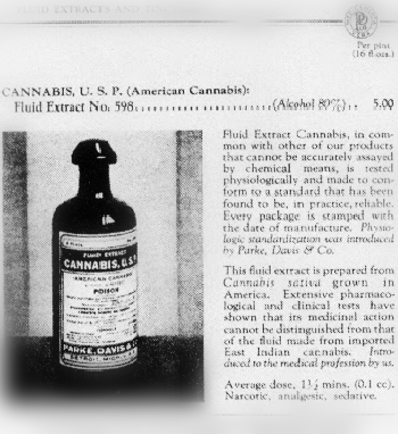 FLUID EXTRACTS AND
Per pint
(16 fl.ozs.)
CANNABIS, U. S. P. (American Cannabis):
Fluid Extract No. 598 (Alcohol 80%) 5.00
Fluid Extract Cannabis, in com-
mon with other of our products
that cannot be accurately assayed
by chemical means, is tested
physiologically and made to con-
form to a standard that has been
found to be, in practice, reliable.
Every package is stamped with
the date of manufacture. Physio-
logic standardization was introduced
by Parke, Davis & Co.
This fluid extract is prepared from
Cannabis sativa grown in
America. Extensive pharmaco-
logical and clinical tests have
shown that its medicinal action
cannot be distinguished from that
of the fluid made from imported
East Indian cannabis. Intro-
duced to the medical profession by us.
Average dose, 1½ mins. (0.1 cc).
Narcotic, analgesic, sedative.
FLUID EXTRACT
CANNABIS, U.S.P.
AMERICAN CANNABIS
POISON
PARKE, DAVIS & CO.
DETROIT, MICH., U.S.A.